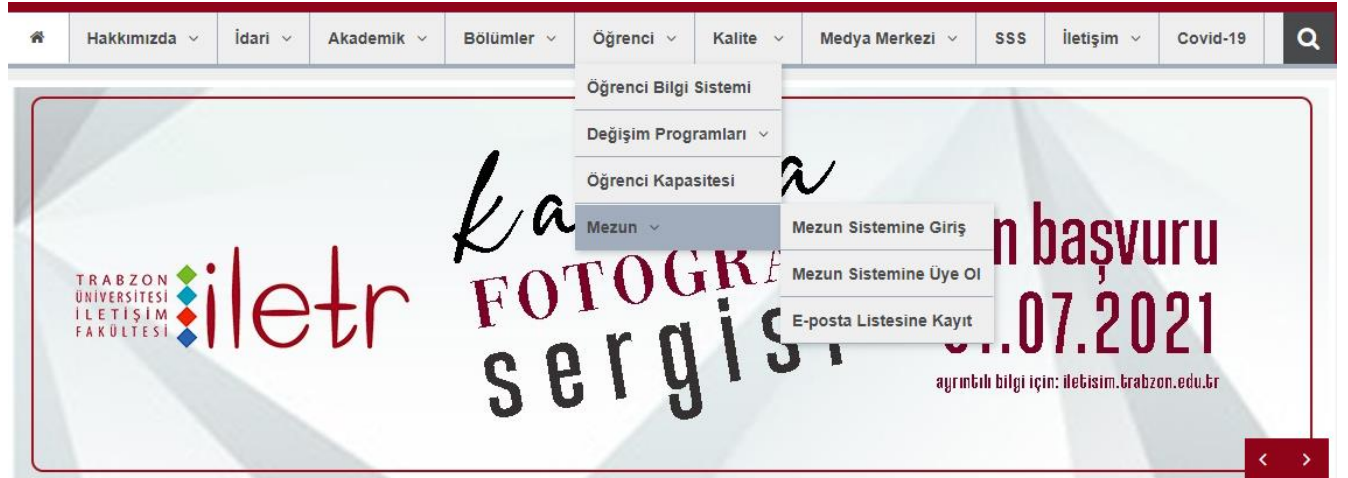 Hakkımızda
İdari
Akademik
Bölümler
Öğrenci
Kalite
Medya Merkezi
SSS
İletişim
Covid-19
Öğrenci Bilgi Sistemi
Değişim Programları
Öğrenci Kapasitesi
Mezun
Mezun Sistemine Giriş
Mezun Sistemine Üye Ol
E-posta Listesine Kayıt
TRABZON
ÜNİVERSİTESİ
İLETİŞİM
FAKÜLTESİ
iletr
sergisi
başvuru
.07.2021
ayrıntılı bilgi için: iletisim.trabzon.edu.tr